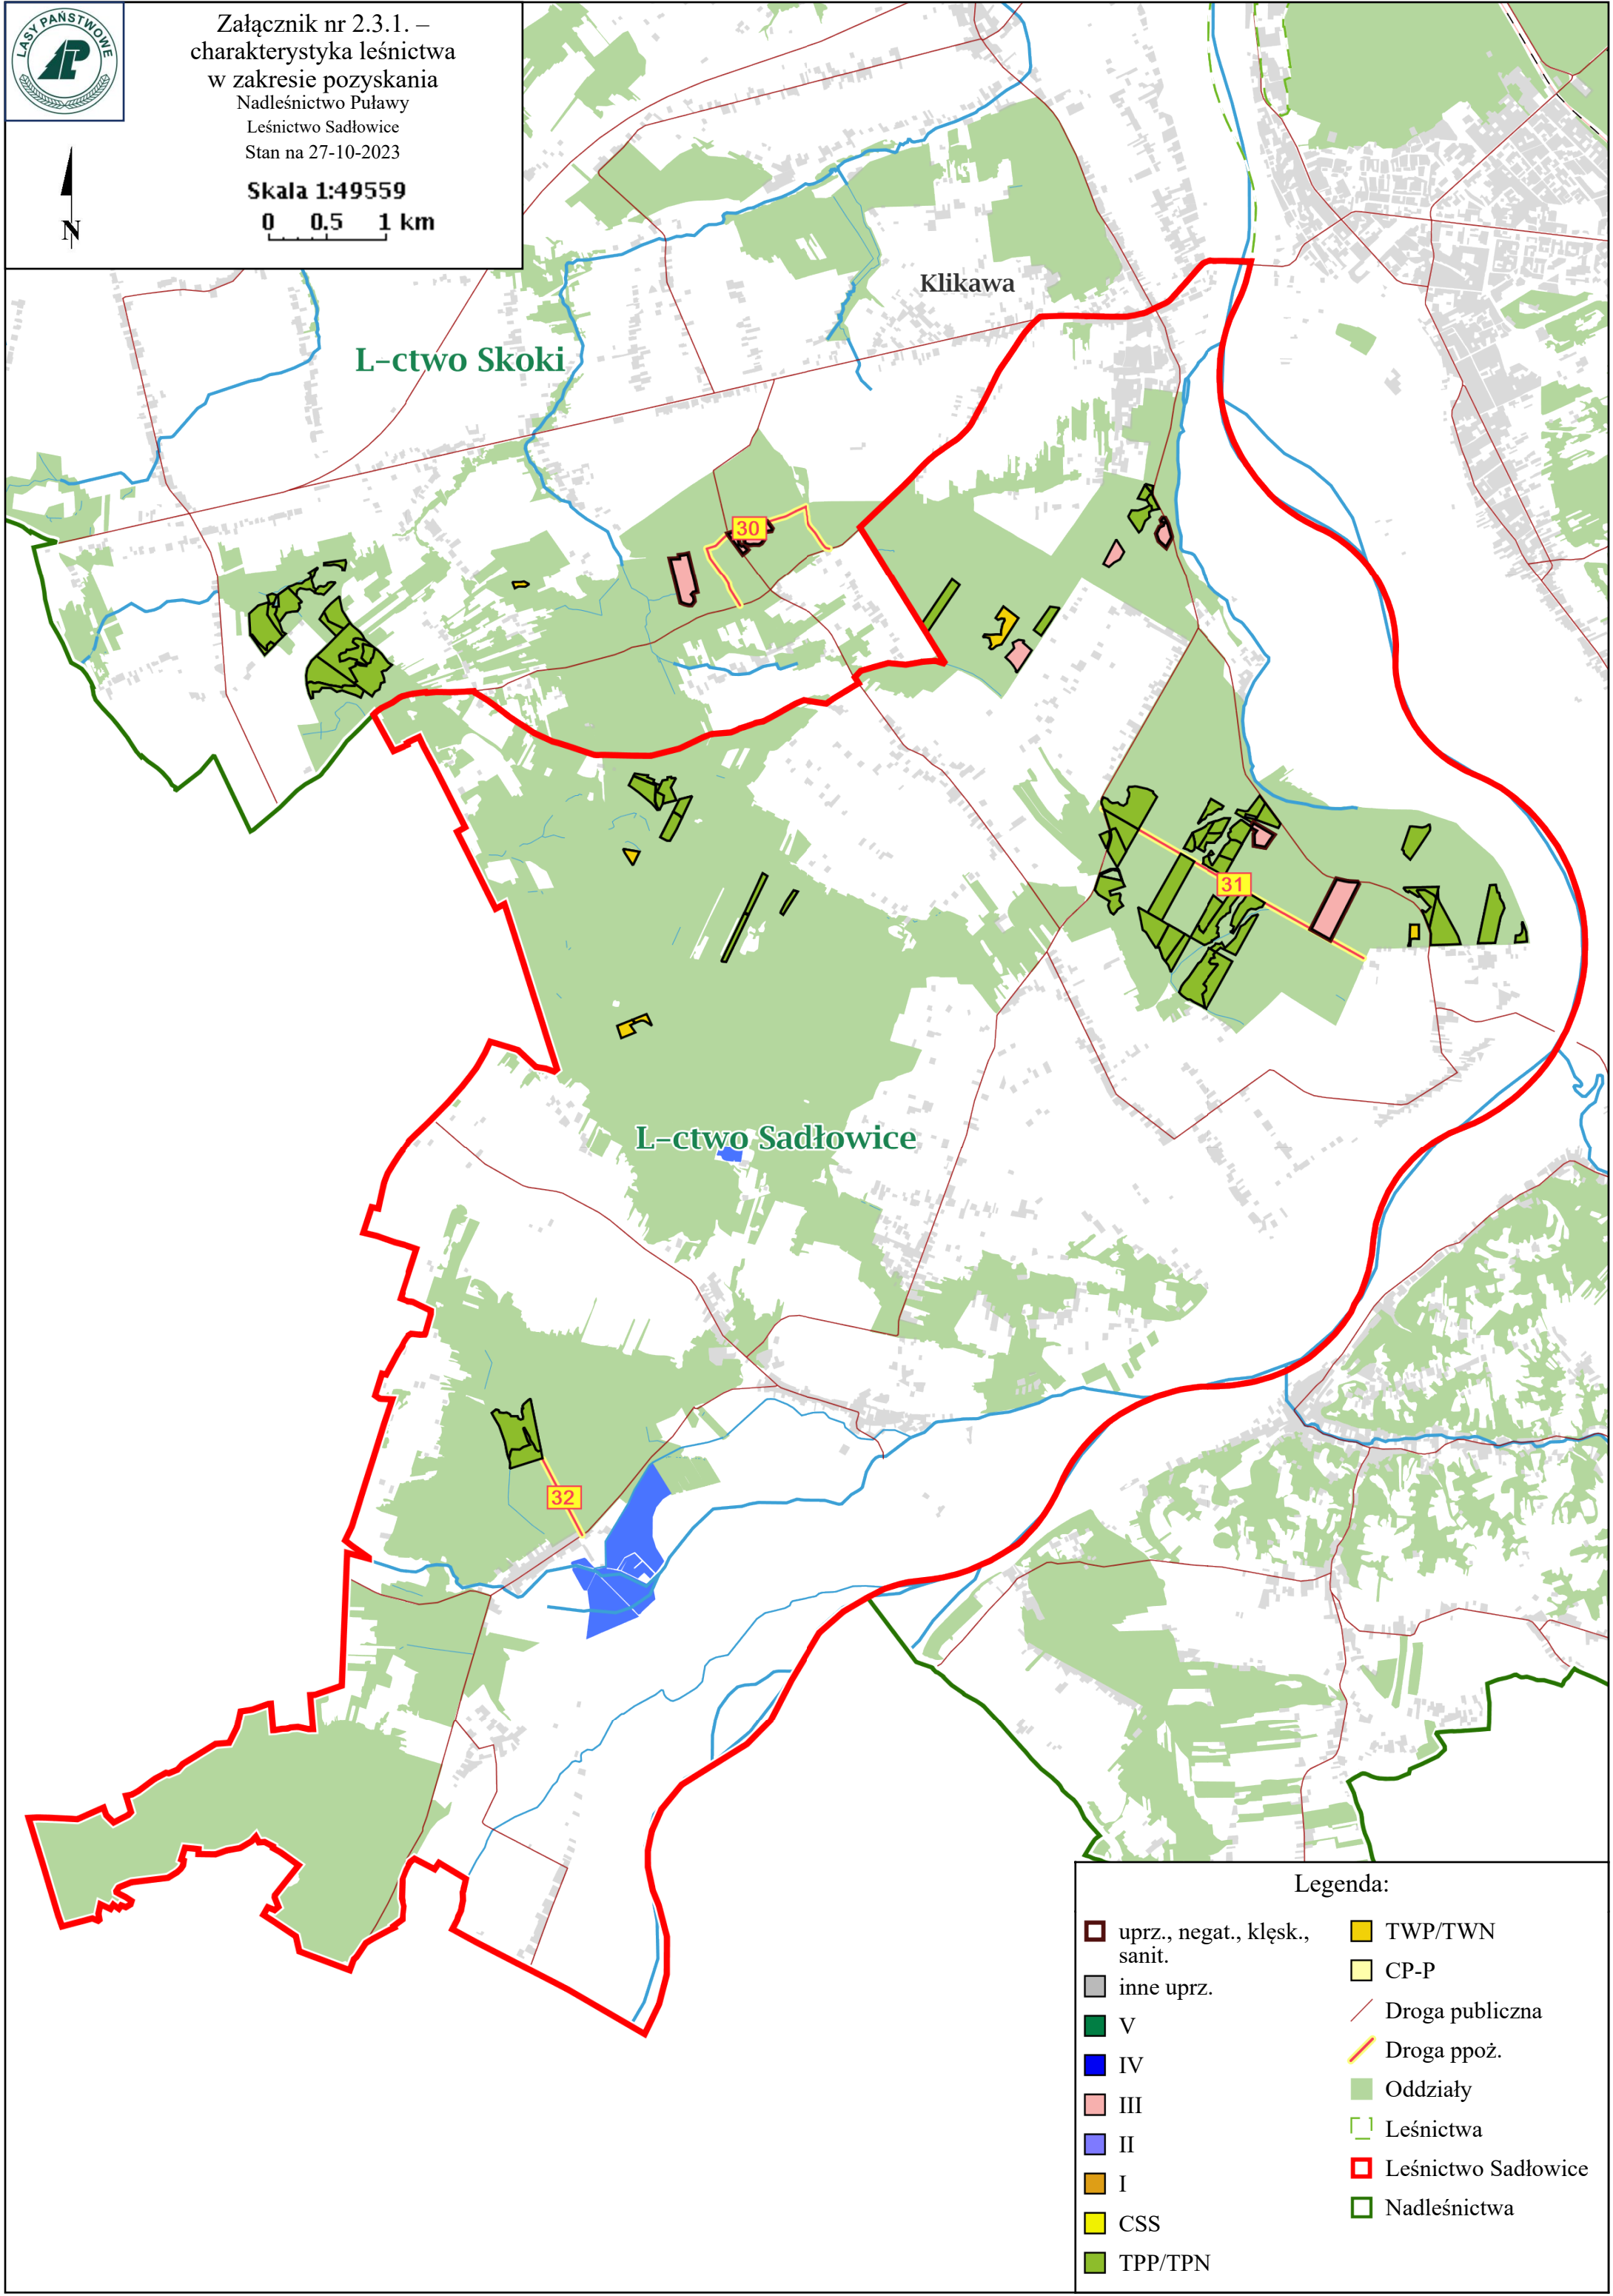 LASY PAŃSTWOWE
Załącznik nr 2.3.1. –
charakterystyka leśnictwa
w zakresie pozyskania
Nadleśnictwo Puławy
Leśnictwo Sadłowice
Stan na 27-10-2023
Skala 1:49559
0 0.5 1 km
N
Klikawa
L-ctwo Skoki
30
31
L-ctwo Sadłowice
32
Legenda:
uprz., negat., klęsk.,
sanit.
inne uprz.
V
IV
III
II
I
CSS
TPP/TPN
TWP/TWN
CP-P
Droga publiczna
Droga ppoż.
Oddziały
Leśnictwa
Leśnictwo Sadłowice
Nadleśnictwa